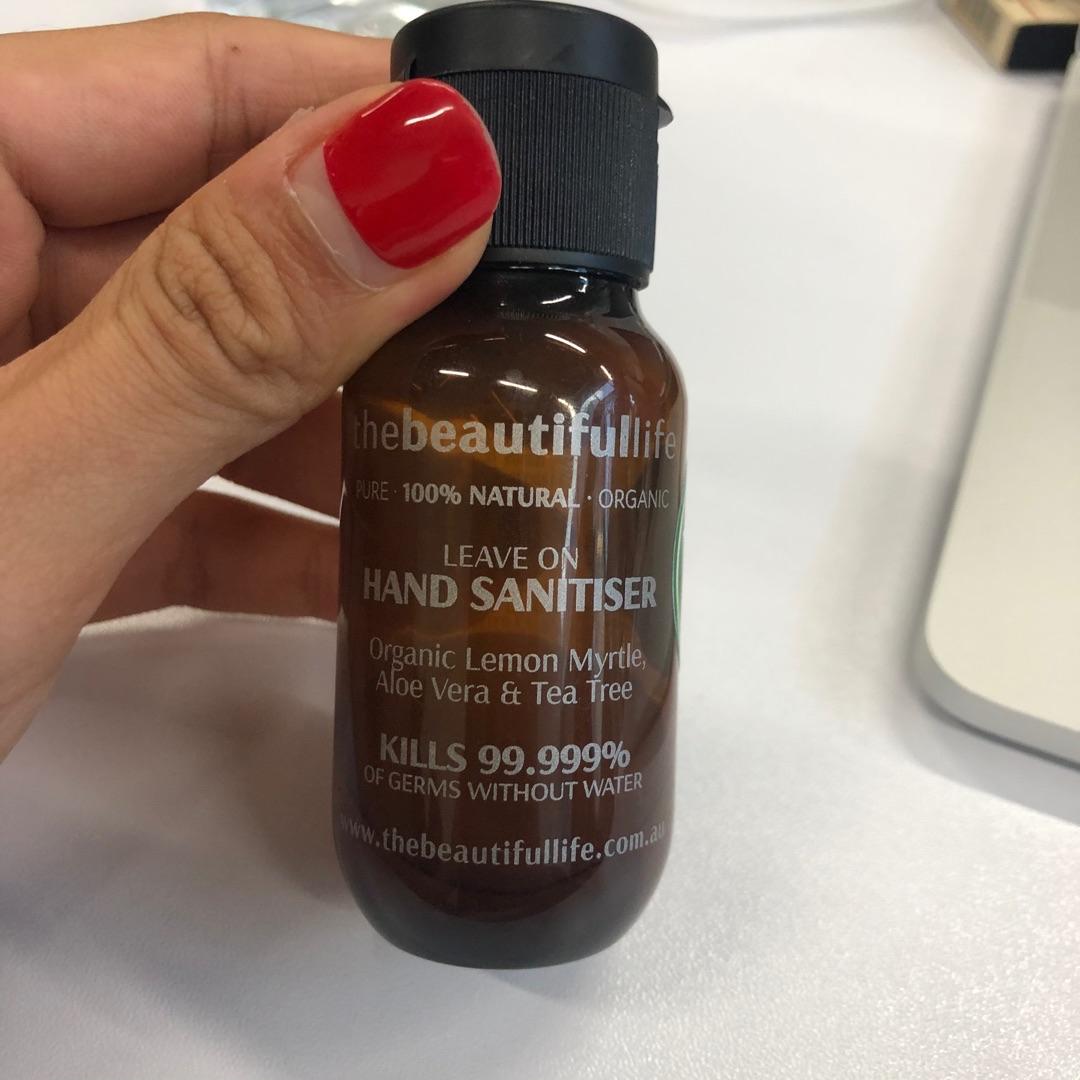 thebeautifullife
PURE · 100% NATURAL · ORGANIC
LEAVE ON
HAND SANITISER
Organic Lemon Myrtle,
Aloe Vera & Tea Tree
KILLS 99.999%
OF GERMS WITHOUT WATER
www.thebeautifullife.com.au